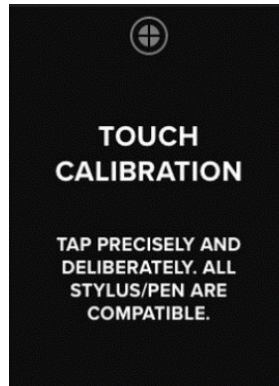 TOUCH
CALIBRATION
TAP PRECISELY AND
DELIBERATELY. ALL
STYLUS/PEN ARE
COMPATIBLE.